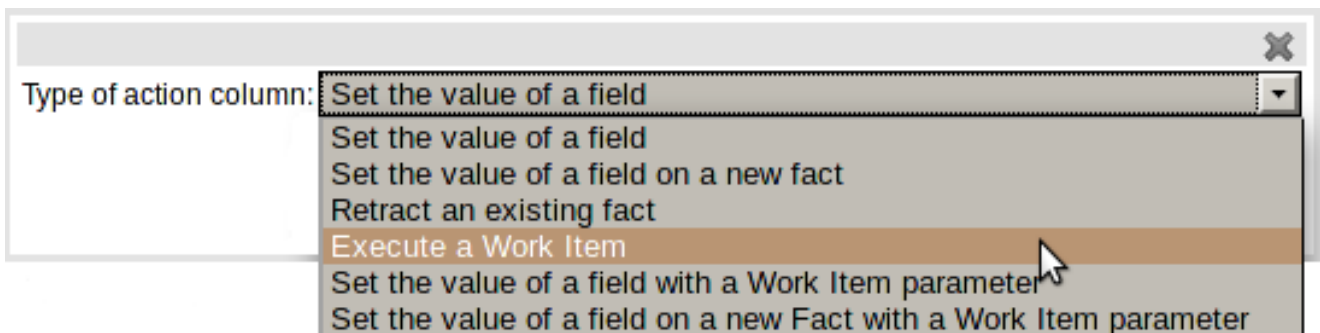 Type of action column: Set the value of a field
Set the value of a field
Set the value of a field on a new fact
Retract an existing fact
Execute a Work Item
Set the value of a field with a Work Item parameter
Set the value of a field on a new Fact with a Work Item parameter